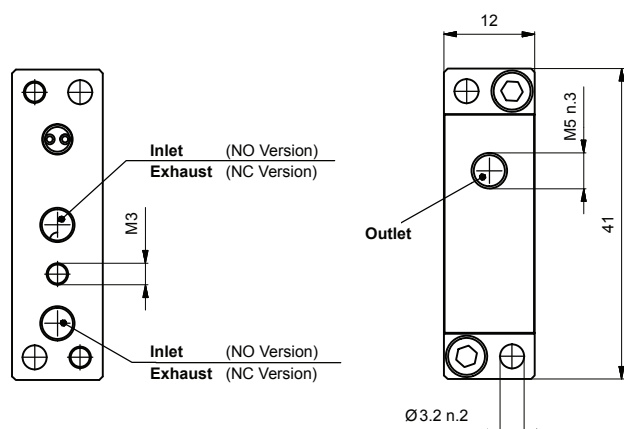 12
Inlet (NO Version)
Exhaust (NC Version)
M3
M5 n.3
Outlet
41
Inlet (NO Version)
Exhaust (NC Version)
Ø3.2 n.2